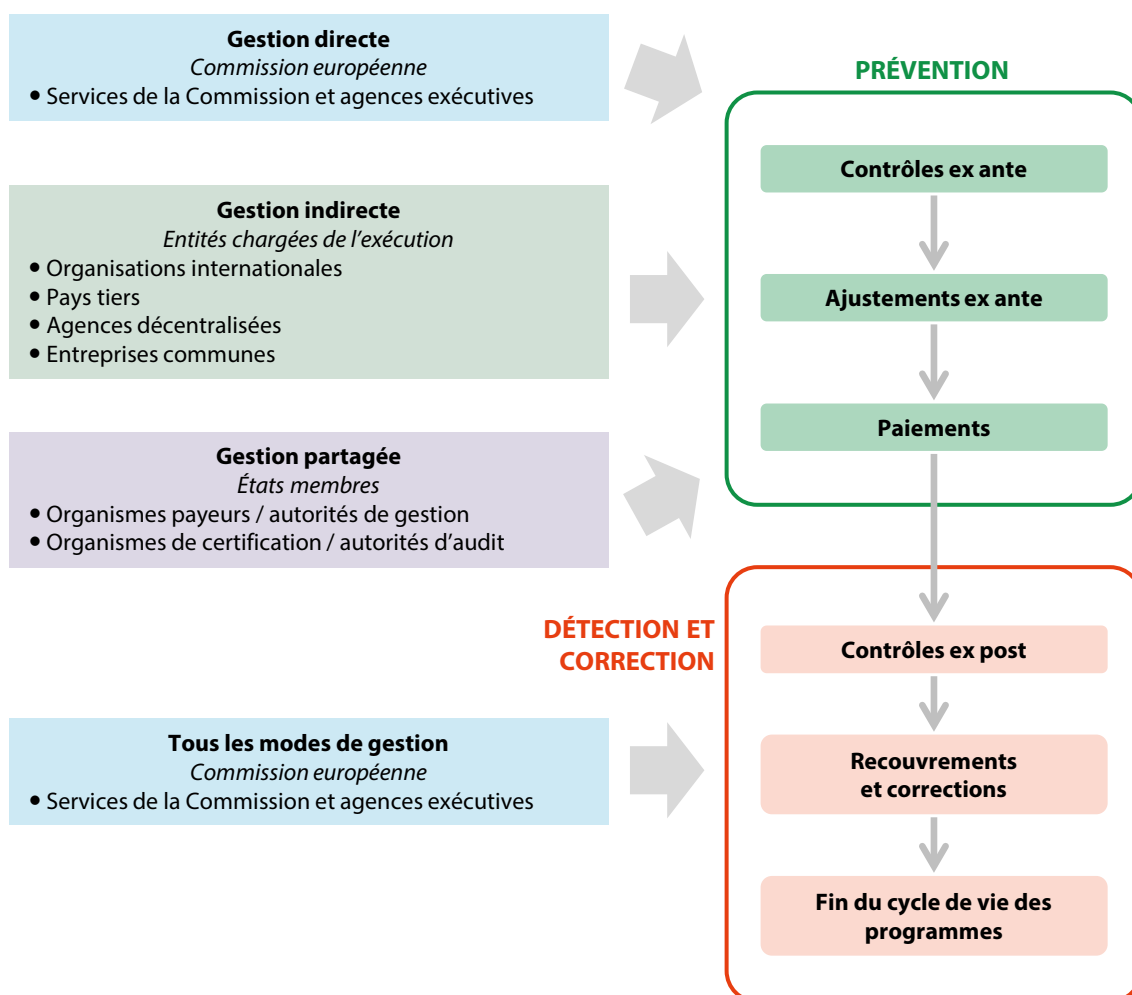 Gestion directe
Commission européenne
• Services de la Commission et agences exécutives
PRÉVENTION
Contrôles ex ante
Gestion indirecte
Entités chargées de l’exécution
• Organisations internationales
• Pays tiers
• Agences décentralisées
• Entreprises communes
Ajustements ex ante
Paiements
Gestion partagée
États membres
• Organismes payeurs / autorités de gestion
• Organismes de certification / autorités d’audit
DÉTECTION ET
CORRECTION
Contrôles ex post
Tous les modes de gestion
Commission européenne
• Services de la Commission et agences exécutives
Recouvrements
et corrections
Fin du cycle de vie des
programmes